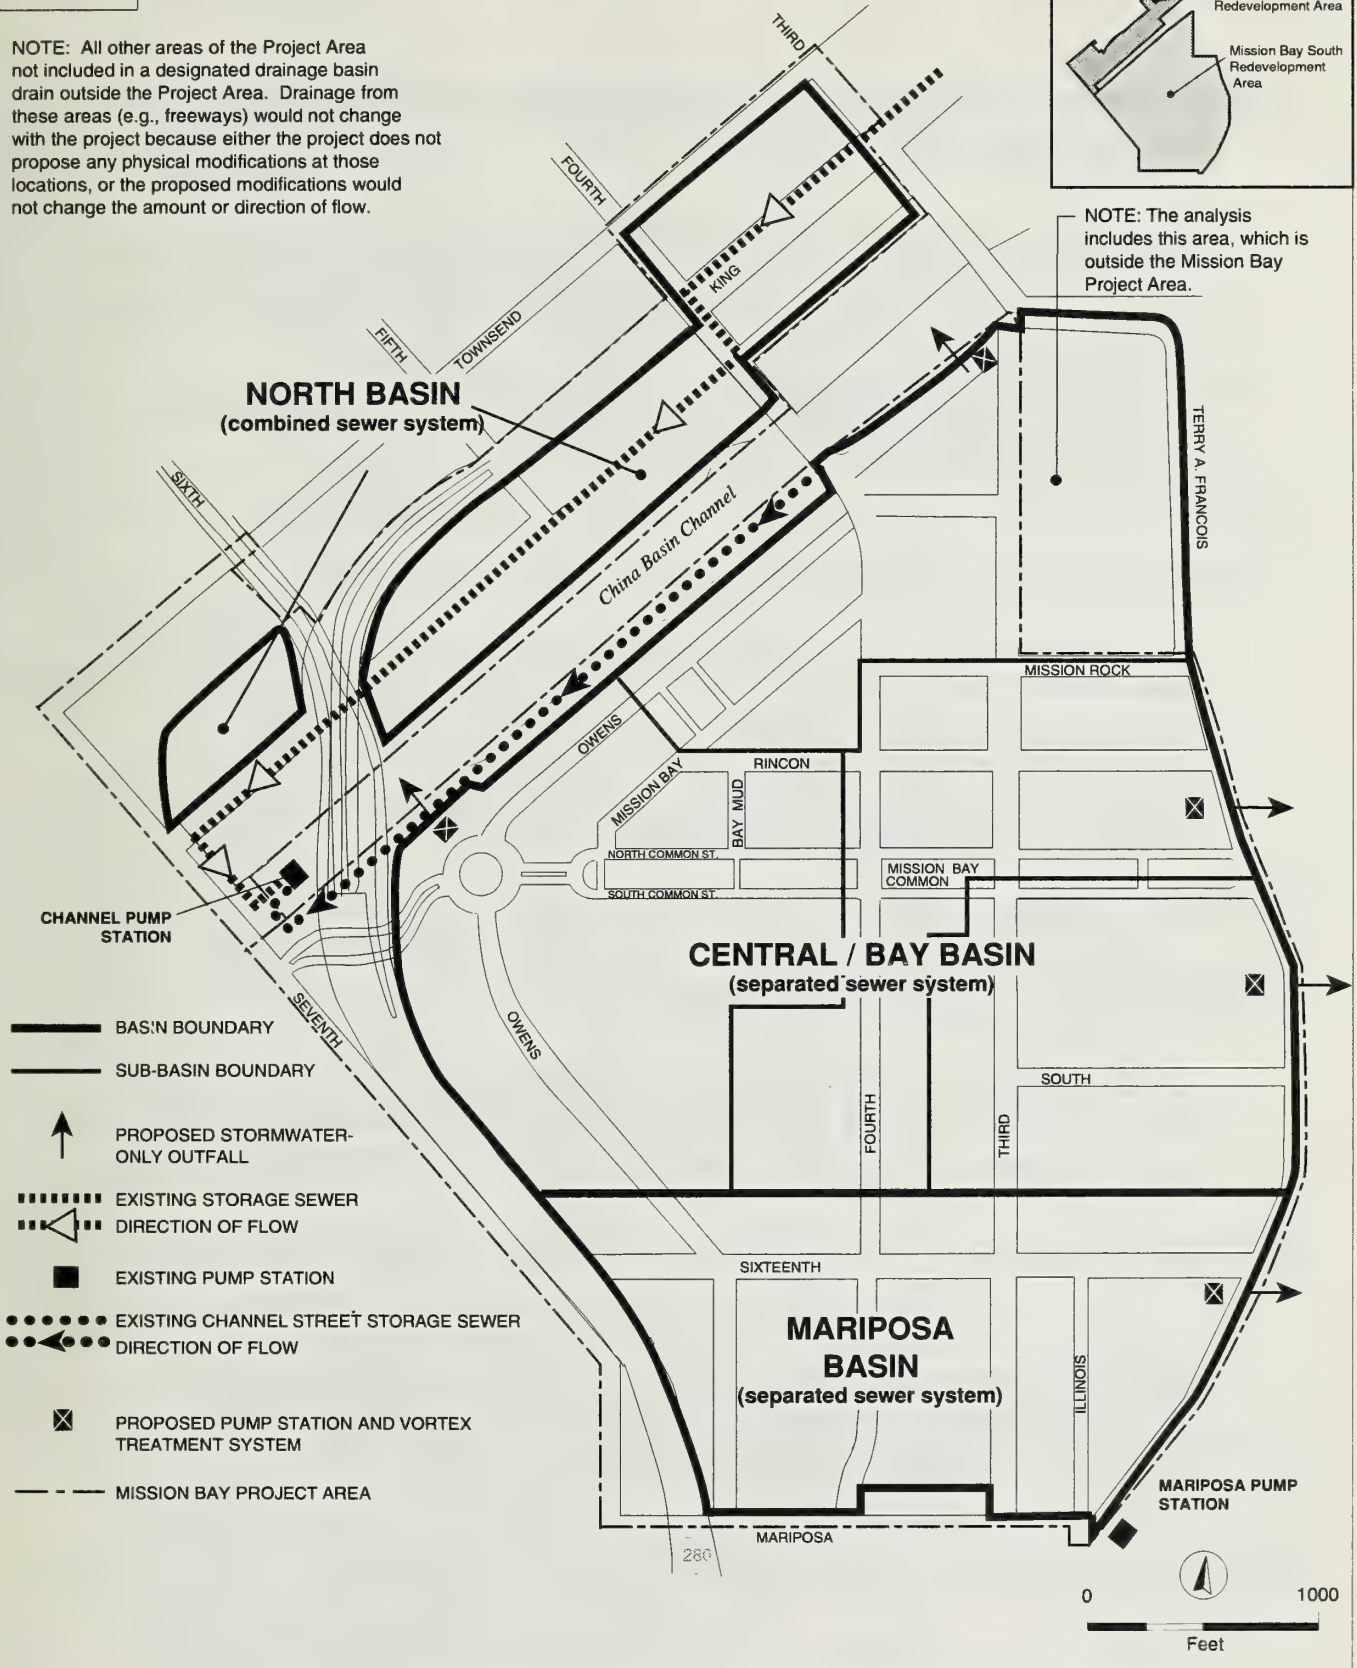 NOTE: All other areas of the Project Area
not included in a designated drainage basin
drain outside the Project Area. Drainage from
these areas (e.g., freeways) would not change
with the project because either the project does not
propose any physical modifications at those
locations, or the proposed modifications would
not change the amount or direction of flow.
Redevelopment Area
Mission Bay South
Redevelopment
Area
NOTE: The analysis
includes this area, which is
outside the Mission Bay
Project Area.
THIRD
FOURTH
KING
FIFTH
TOWNSEND
NORTH BASIN
(combined sewer system)
SIXTH
China Basin Channel
TERRY A. FRANCOIS
MISSION ROCK
OWENS
MISSION BAY
RINCON
BAY MUD
NORTH COMMON ST.
SOUTH COMMON ST.
MISSION BAY
COMMON
CHANNEL PUMP
STATION
CENTRAL / BAY BASIN
(separated sewer system)
SEVENTH
OWENS
SOUTH
FOURTH
THIRD
BASIN BOUNDARY
SUB-BASIN BOUNDARY
PROPOSED STORMWATER-
ONLY OUTFALL
EXISTING STORAGE SEWER
DIRECTION OF FLOW
EXISTING PUMP STATION
EXISTING CHANNEL STREET STORAGE SEWER
DIRECTION OF FLOW
PROPOSED PUMP STATION AND VORTEX
TREATMENT SYSTEM
MISSION BAY PROJECT AREA
SIXTEENTH
MARIPOSA
BASIN
(separated sewer system)
ILLINOIS
MARIPOSA PUMP
STATION
MARIPOSA
280
0 1000
Feet